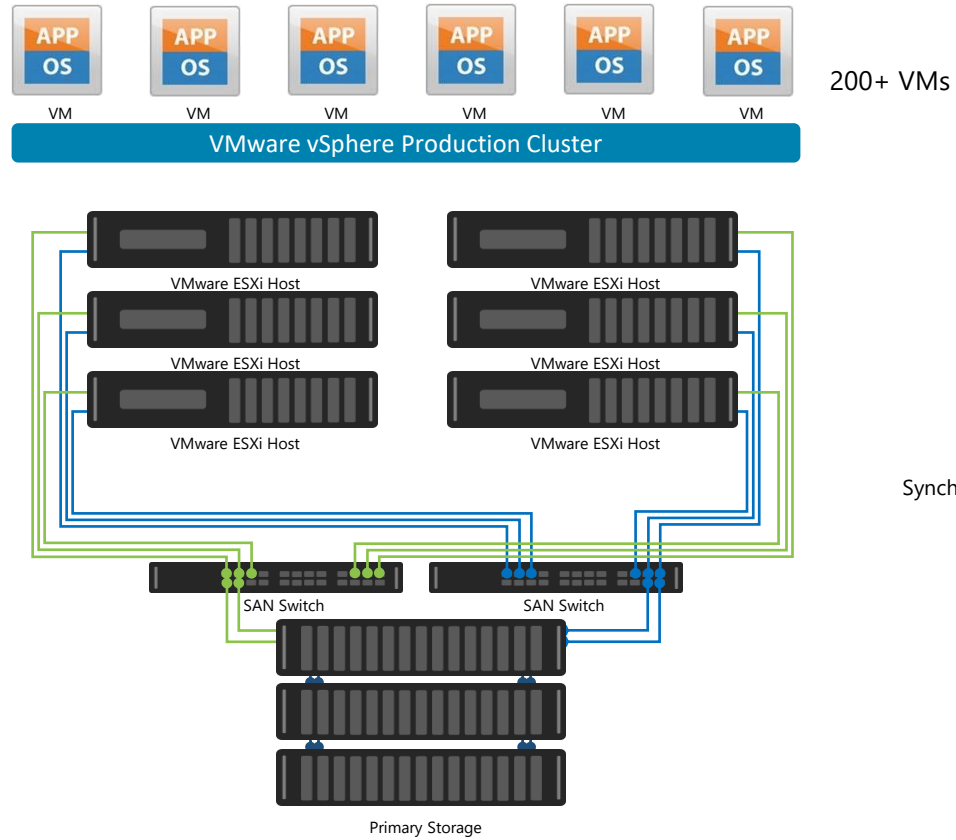 APP APP APP APP APP APP
OS OS OS OS OS OS
200+ VMs
VM VM VM VM VM VM
VMware vSphere Production Cluster
VMware ESXi Host VMware ESXi Host
VMware ESXi Host VMware ESXi Host
VMware ESXi Host VMware ESXi Host
Synch
SAN Switch SAN Switch
Primary Storage